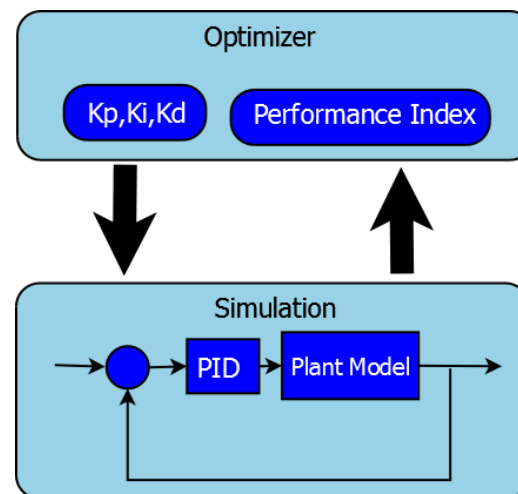 Optimizer
Kp,Ki,Kd
Performance Index
Simulation
PID
Plant Model